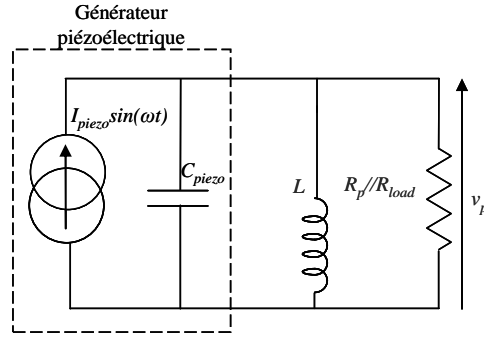 Générateur
piézoélectrique
I_piezo sin(ωt)
C_piezo
L
R_p//R_load
v_p